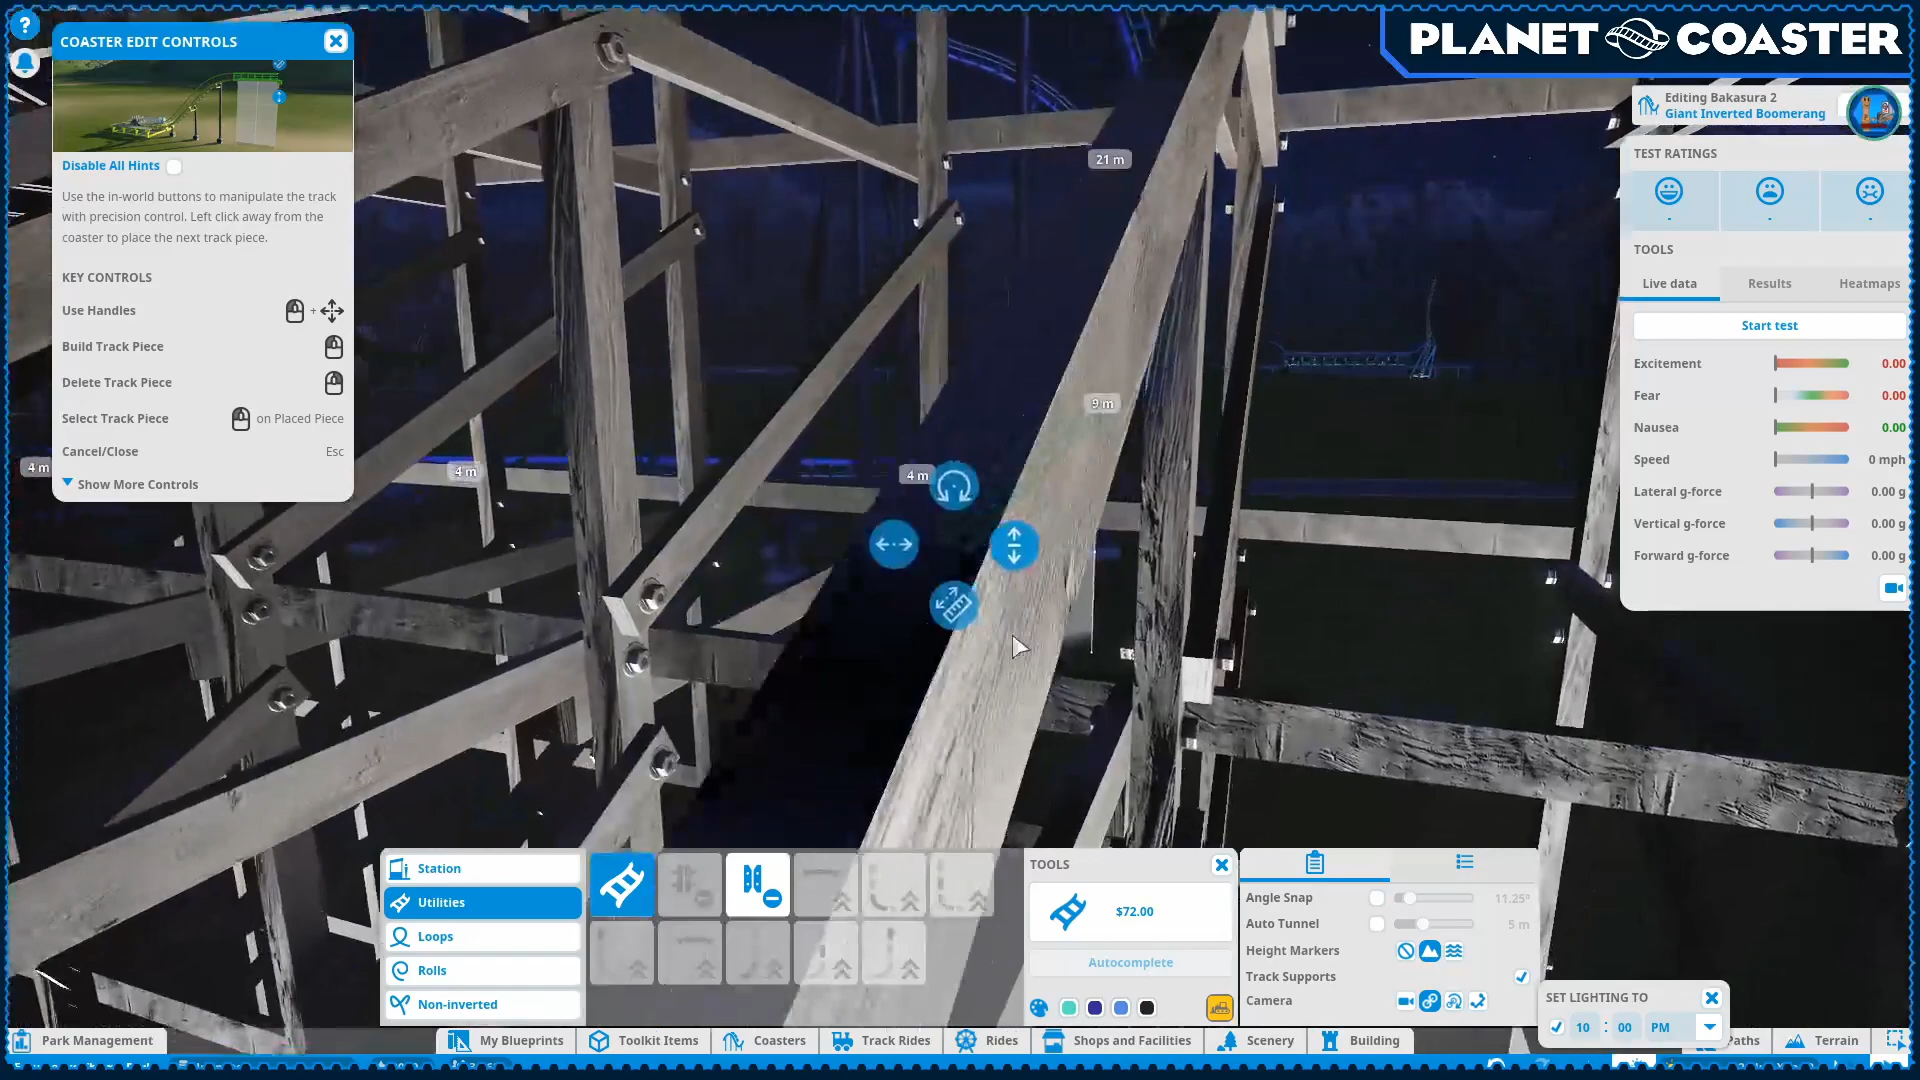 ?
COASTER EDIT CONTROLS
Disable All Hints
Use the in-world buttons to manipulate the track
with precision control. Left click away from the
coaster to place the next track piece.
KEY CONTROLS
Use Handles
+
Build Track Piece
Delete Track Piece
Select Track Piece
on Placed Piece
Cancel/Close
Esc
Show More Controls
PLANET COASTER
Editing Bakasura 2
Giant Inverted Boomerang
TEST RATINGS
- - -
TOOLS
Live data
Results
Heatmaps
Start test
Excitement 0.00
Fear 0.00
Nausea 0.00
Speed 0 mph
Lateral g-force 0.00 g
Vertical g-force 0.00 g
Forward g-force 0.00 g
21 m
9 m
4 m
4 m
4 m
Station
Utilities
Loops
Rolls
Non-inverted
TOOLS
$72.00
Autocomplete
Angle Snap 11.25°
Auto Tunnel 5 m
Height Markers
Track Supports
Camera
SET LIGHTING TO
10 : 00 PM
Park Management
My Blueprints
Toolkit Items
Coasters
Track Rides
Rides
Shops and Facilities
Scenery
Building
Paths
Terrain